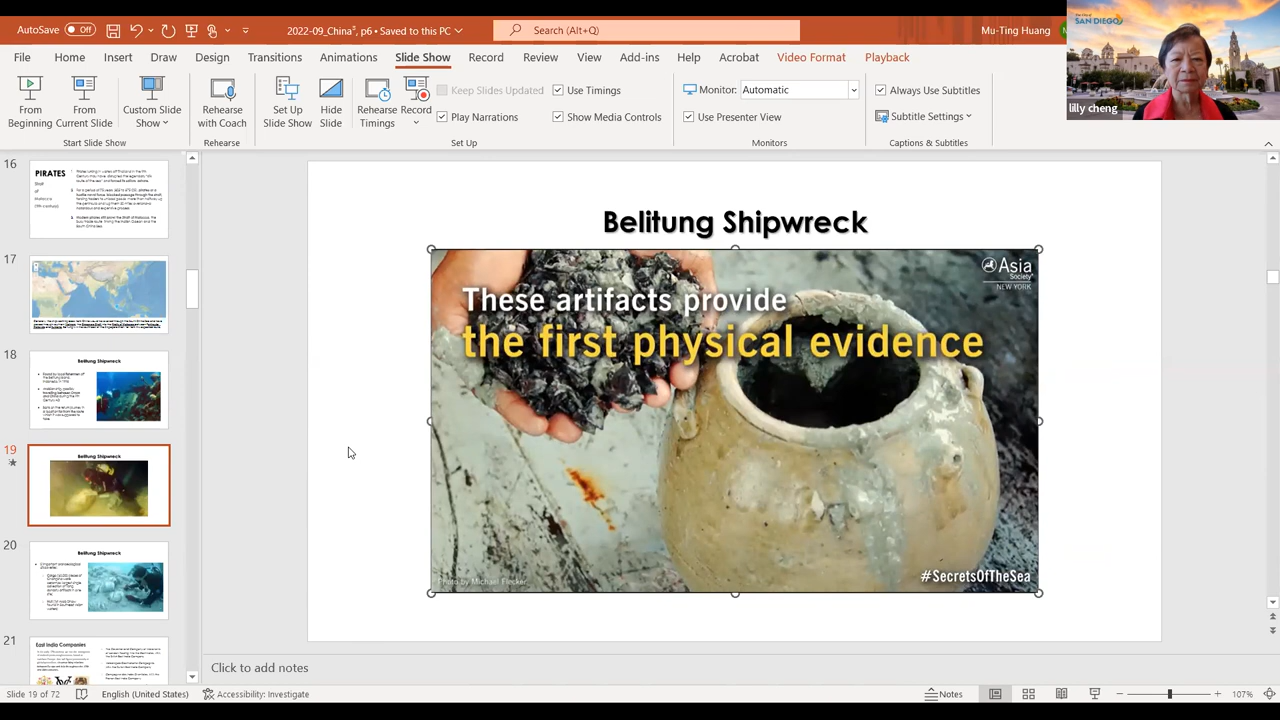 AutoSave Off
2022-09_China², p6 • Saved to this PC
Search (Alt+Q)
Mu-Ting Huang
SAN DIEGO
lilly cheng
File Home Insert Draw Design Transitions Animations Slide Show Record Review View Add-ins Help Acrobat Video Format Playback
From Beginning
From Current Slide
Custom Slide Show
Start Slide Show
Rehearse with Coach
Rehearse
Set Up Slide Show
Hide Slide
Rehearse Timings
Record
Keep Slides Updated
Play Narrations
Use Timings
Show Media Controls
Set Up
Monitor: Automatic
Use Presenter View
Monitors
Always Use Subtitles
Subtitle Settings
Captions & Subtitles
16
PIRATES
17
18
Belitung Shipwreck
19
Belitung Shipwreck
20
Belitung Shipwreck
21
East India Companies
Belitung Shipwreck
Asia
Society
NEW YORK
These artifacts provide
the first physical evidence
Photo by Michael Flecker
#SecretsOfTheSea
Click to add notes
Slide 19 of 72
English (United States)
Accessibility: Investigate
Notes
107%